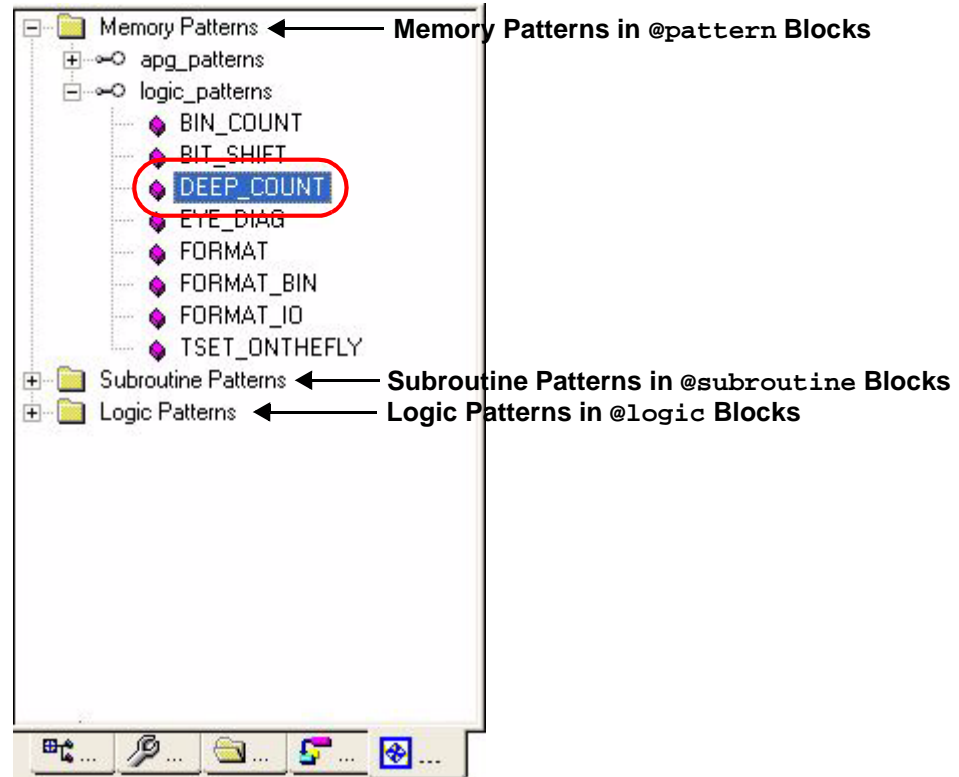 Memory Patterns Memory Patterns in @pattern Blocks
apg_patterns
logic_patterns
BIN_COUNT
BIT_SHIFT
DEEP_COUNT
EYE_DIAG
FORMAT
FORMAT_BIN
FORMAT_IO
TSET_ONTHEFLY
Subroutine Patterns Subroutine Patterns in @subroutine Blocks
Logic Patterns Logic Patterns in @logic Blocks
... ... ... ... ...